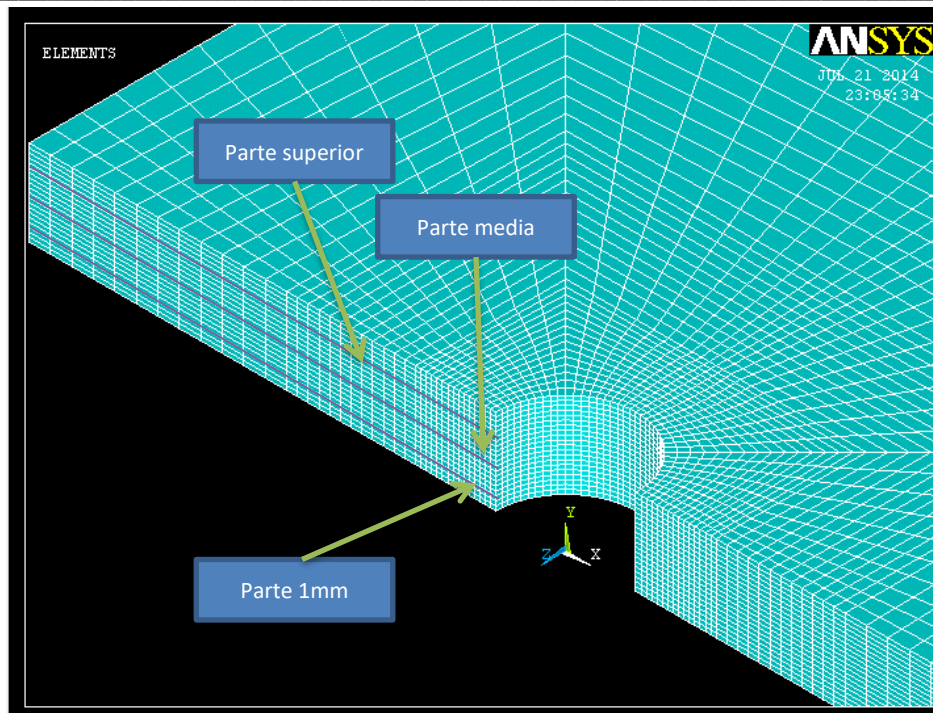 ELEMENTS
ANSYS
JUL 21 2014
23:05:34
Parte superior
Parte media
Parte 1mm
Y
Z
X